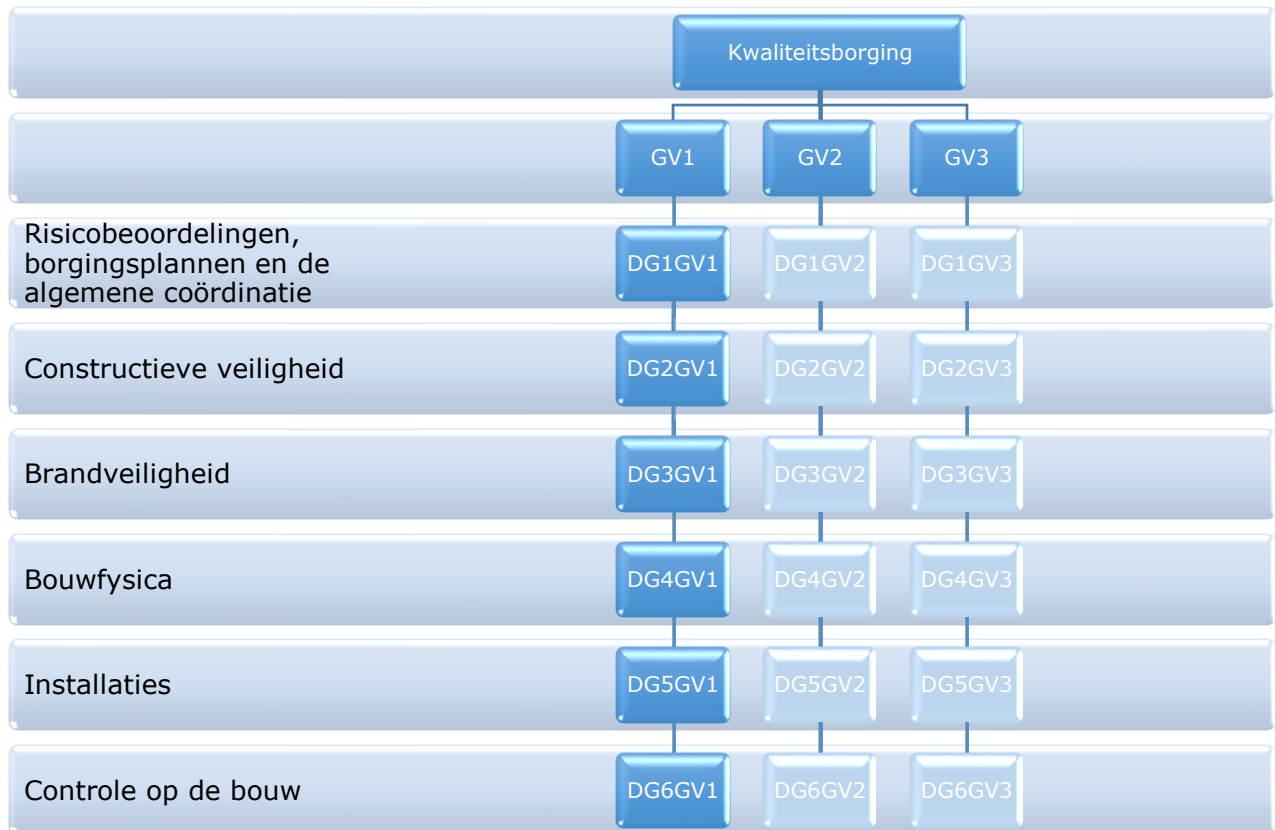 Kwaliteitsborging
GV1 GV2 GV3
Risicobeoordelingen,
borgingsplannen en de
algemene coördinatie
DG1GV1 DG1GV2 DG1GV3
Constructieve veiligheid
DG2GV1 DG2GV2 DG2GV3
Brandveiligheid
DG3GV1 DG3GV2 DG3GV3
Bouwfysica
DG4GV1 DG4GV2 DG4GV3
Installaties
DG5GV1 DG5GV2 DG5GV3
Controle op de bouw
DG6GV1 DG6GV2 DG6GV3